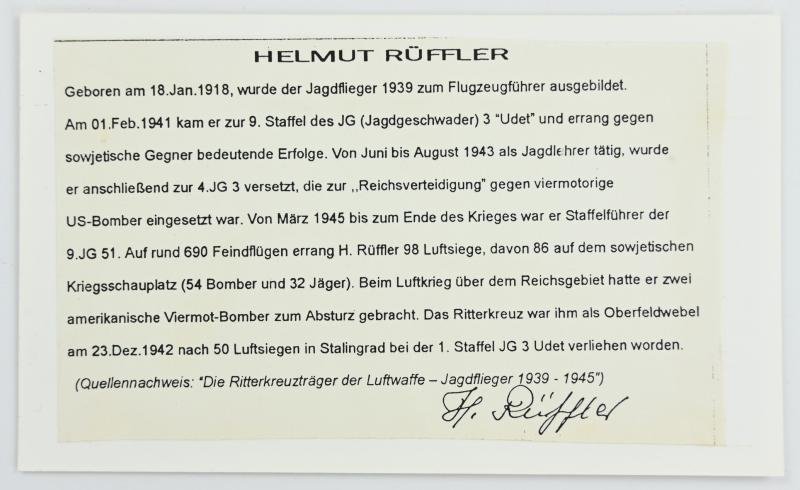 HELMUT RÜFFLER
Geboren am 18.Jan.1918, wurde der Jagdflieger 1939 zum Flugzeugführer ausgebildet.
Am 01.Feb.1941 kam er zur 9. Staffel des JG (Jagdgeschwader) 3 “Udet” und errang gegen
sowjetische Gegner bedeutende Erfolge. Von Juni bis August 1943 als Jagdlehrer tätig, wurde
er anschließend zur 4.JG 3 versetzt, die zur ,,Reichsverteidigung” gegen viermotorige
US-Bomber eingesetzt war. Von März 1945 bis zum Ende des Krieges war er Staffelführer der
9.JG 51. Auf rund 690 Feindflügen errang H. Rüffler 98 Luftsiege, davon 86 auf dem sowjetischen
Kriegsschauplatz (54 Bomber und 32 Jäger). Beim Luftkrieg über dem Reichsgebiet hatte er zwei
amerikanische Viermot-Bomber zum Absturz gebracht. Das Ritterkreuz war ihm als Oberfeldwebel
am 23.Dez.1942 nach 50 Luftsiegen in Stalingrad bei der 1. Staffel JG 3 Udet verliehen worden.
(Quellennachweis: “Die Ritterkreuzträger der Luftwaffe – Jagdflieger 1939 - 1945”)
H. Rüffler